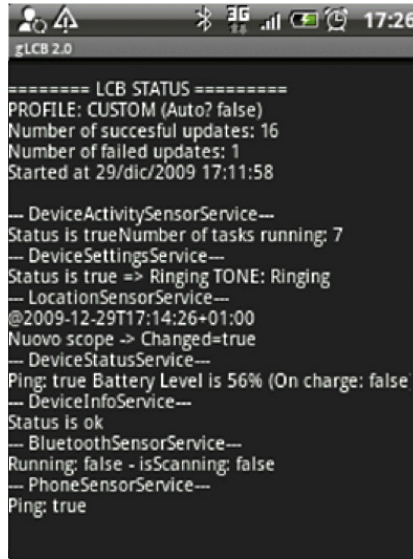 3G 17:26
gLCB 2.0
======== LCB STATUS =========
PROFILE: CUSTOM (Auto? false)
Number of succesful updates: 16
Number of failed updates: 1
Started at 29/dic/2009 17:11:58
--- DeviceActivitySensorService---
Status is trueNumber of tasks running: 7
--- DeviceSettingsService---
Status is true => Ringing TONE: Ringing
--- LocationSensorService---
@2009-12-29T17:14:26+01:00
Nuovo scope -> Changed=true
--- DeviceStatusService---
Ping: true Battery Level is 56% (On charge: false
--- DeviceInfoService---
Status is ok
--- BluetoothSensorService---
Running: false - isScanning: false
--- PhoneSensorService---
Ping: true